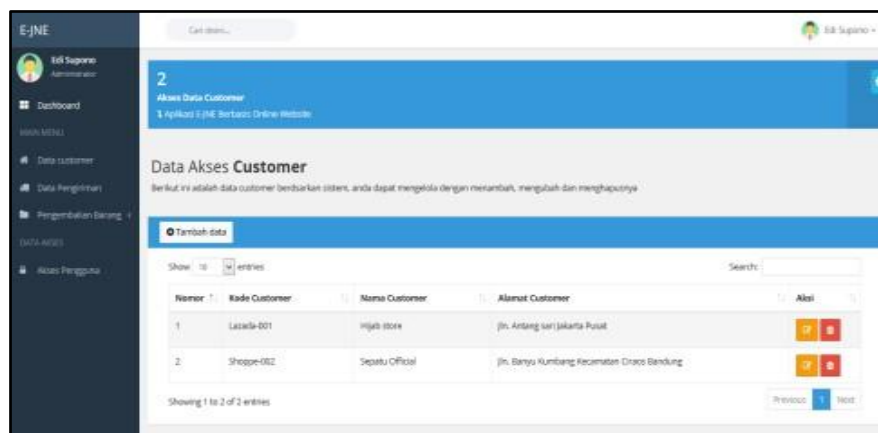 E-JNE
Cari disini...
Edi Supono
Edi Supono
Administrator
Dashboard
MAIN MENU
Data customer
Data Pengiriman
Pengembalian Barang
DATA AKSES
Akses Pengguna
2
Akses Data Customer
1 Aplikasi E-JNE Berbasis Online Website
Data Akses Customer
Berikut ini adalah data customer berdsarkan sistem, anda dapat mengelola dengan menambah, mengubah dan menghapusnya
Tambah data
Show 10 entries
Search:
Nomor Kode Customer Nama Customer Alamat Customer Aksi
1 Lazada-001 Hijab store Jln. Antang sari Jakarta Pusat
2 Shoppe-002 Sepatu Official Jln. Banyu Kumbang Kecamatan Ciraos Bandung
Showing 1 to 2 of 2 entries
Previous 1 Next